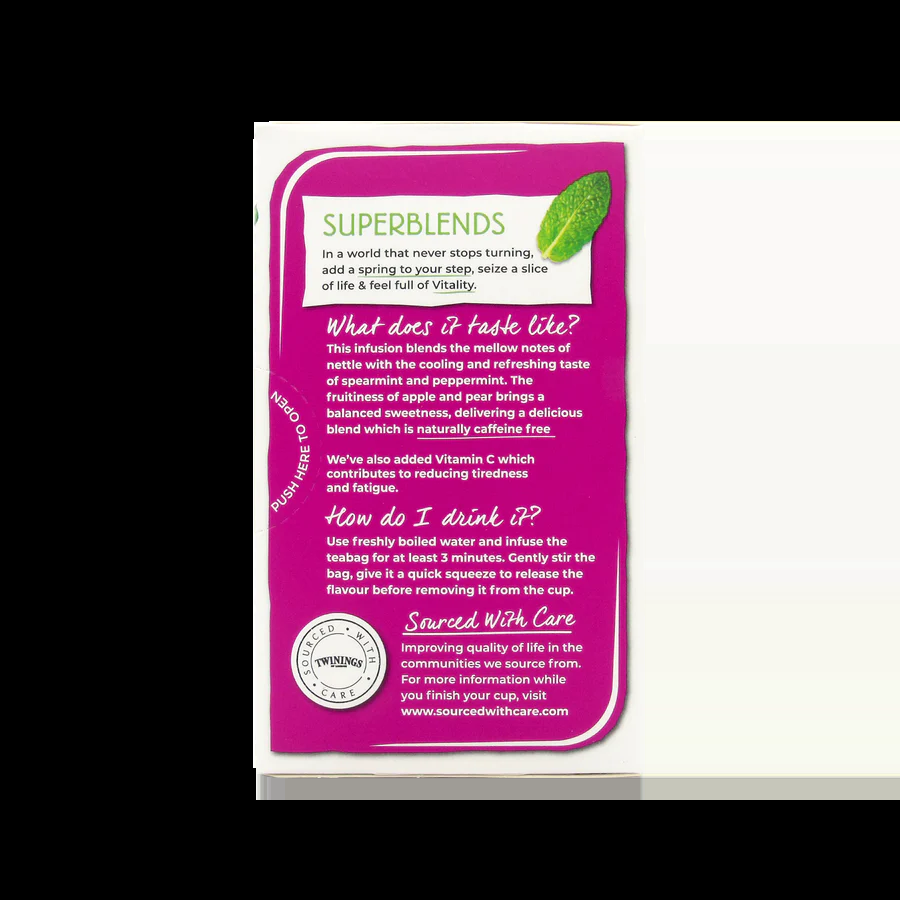 SUPERBLENDS
In a world that never stops turning,
add a spring to your step, seize a slice
of life & feel full of Vitality.
What does it taste like?
This infusion blends the mellow notes of
nettle with the cooling and refreshing taste
of spearmint and peppermint. The
fruitiness of apple and pear brings a
balanced sweetness, delivering a delicious
blend which is naturally caffeine free
PUSH HERE TO OPEN
We've also added Vitamin C which
contributes to reducing tiredness
and fatigue.
How do I drink it?
Use freshly boiled water and infuse the
teabag for at least 3 minutes. Gently stir the
bag, give it a quick squeeze to release the
flavour before removing it from the cup.
Sourced With Care
SOURCED • WITH • CARE •
TWININGS
Improving quality of life in the
communities we source from.
For more information while
you finish your cup, visit
www.sourcedwithcare.com